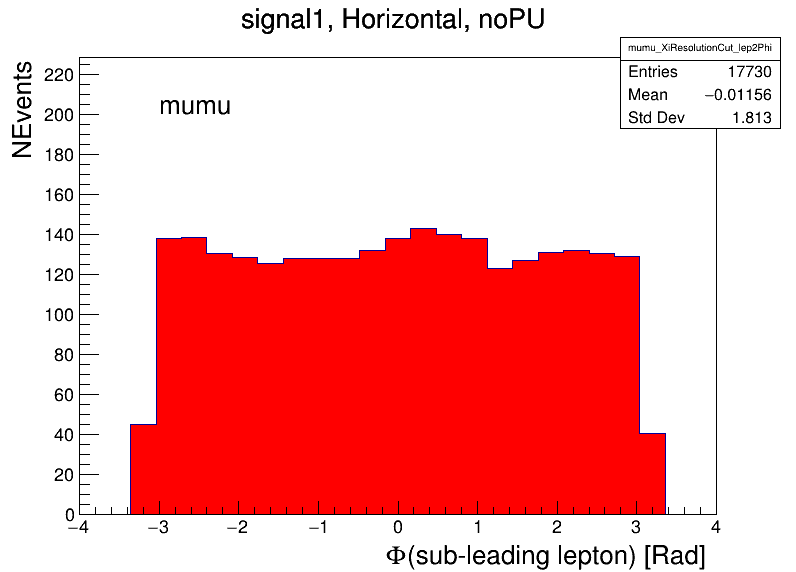 signal1, Horizontal, noPU
mumu_XiResolutionCut_lep2Phi
Entries 17730
Mean −0.01156
Std Dev 1.813
NEvents
mumu
220
200
180
160
140
120
100
80
60
40
20
0
−4 −3 −2 −1 0 1 2 3 4
Φ(sub-leading lepton) [Rad]